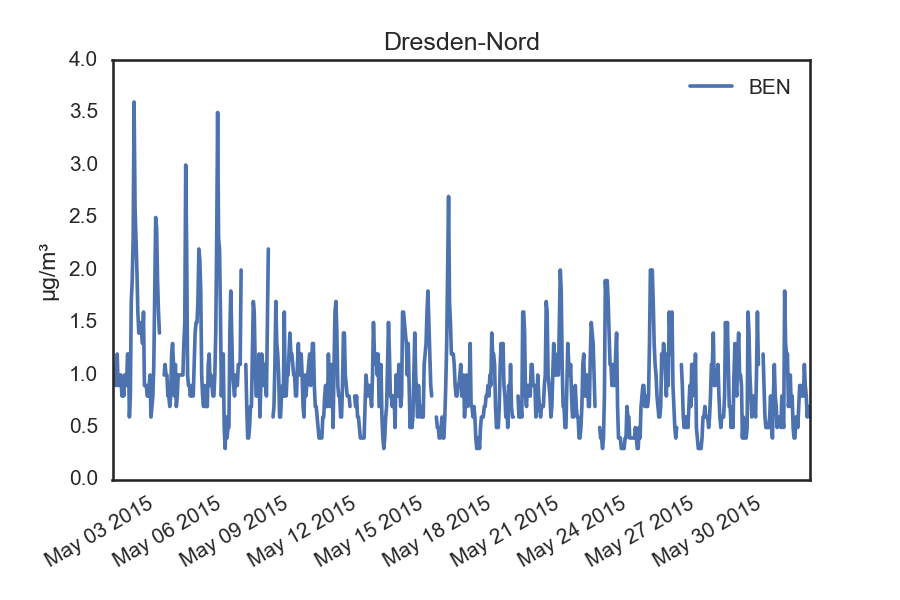 Dresden-Nord
4.0
3.5
3.0
2.5
2.0
1.5
1.0
0.5
0.0
µg/m³
BEN
May 03 2015
May 06 2015
May 09 2015
May 12 2015
May 15 2015
May 18 2015
May 21 2015
May 24 2015
May 27 2015
May 30 2015